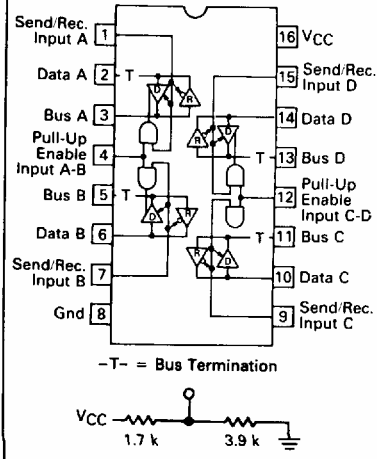 Send/Rec.
Input A
1
Data A
2
T
Bus A
3
Pull-Up
Enable
Input A-B
4
Bus B
5
T
Data B
6
Send/Rec.
Input B
7
Gnd
8
D
R
D
R
16
VCC
15
Send/Rec.
Input D
14
Data D
T
13
Bus D
12
Pull-Up
Enable
Input C-D
T
11
Bus C
10
Data C
9
Send/Rec.
Input C
R
D
R
D
–T– = Bus Termination
VCC
1.7 k
3.9 k